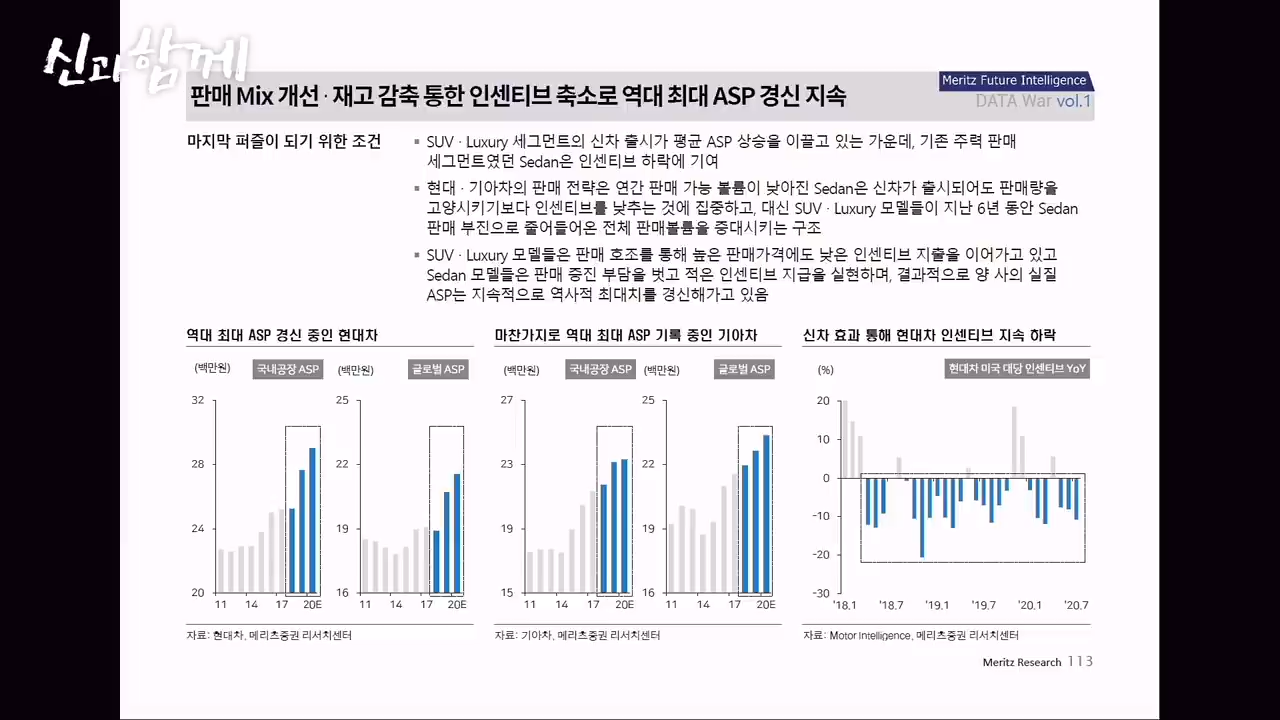 신과함께
판매 Mix 개선 · 재고 감축 통한 인센티브 축소로 역대 최대 ASP 경신 지속
Meritz Future Intelligence
DATA War vol.1
마지막 퍼즐이 되기 위한 조건
▪ SUV · Luxury 세그먼트의 신차 출시가 평균 ASP 상승을 이끌고 있는 가운데, 기존 주력 판매
세그먼트였던 Sedan은 인센티브 하락에 기여
▪ 현대 · 기아차의 판매 전략은 연간 판매 가능 볼륨이 낮아진 Sedan은 신차가 출시되어도 판매량을
고양시키기보다 인센티브를 낮추는 것에 집중하고, 대신 SUV · Luxury 모델들이 지난 6년 동안 Sedan
판매 부진으로 줄어들어온 전체 판매볼륨을 증대시키는 구조
▪ SUV · Luxury 모델들은 판매 호조를 통해 높은 판매가격에도 낮은 인센티브 지출을 이어가고 있고
Sedan 모델들은 판매 증진 부담을 벗고 적은 인센티브 지급을 실현하며, 결과적으로 양 사의 실질
ASP는 지속적으로 역사적 최대치를 경신해가고 있음
역대 최대 ASP 경신 중인 현대차
(백만원) 국내공장 ASP
32
28
24
20
11 14 17 20E
(백만원) 글로벌 ASP
25
22
19
16
11 14 17 20E
자료: 현대차, 메리츠증권 리서치센터
마찬가지로 역대 최대 ASP 기록 중인 기아차
(백만원) 국내공장 ASP
27
23
19
15
11 14 17 20E
(백만원) 글로벌 ASP
25
22
19
16
11 14 17 20E
자료: 기아차, 메리츠증권 리서치센터
신차 효과 통해 현대차 인센티브 지속 하락
(%) 현대차 미국 대당 인센티브 YoY
20
10
0
-10
-20
-30
'18.1 '18.7 '19.1 '19.7 '20.1 '20.7
자료: Motor Intelligence, 메리츠증권 리서치센터
Meritz Research 113